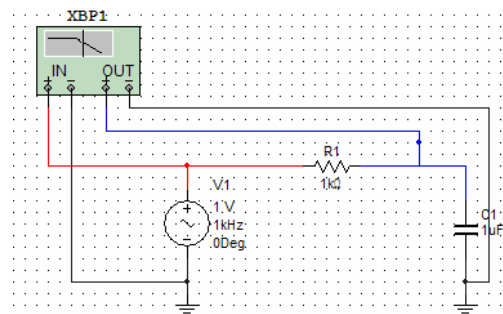 XBP1
IN OUT
R1
1kΩ
V1
1 V
1kHz
0Deg
C1
1uF